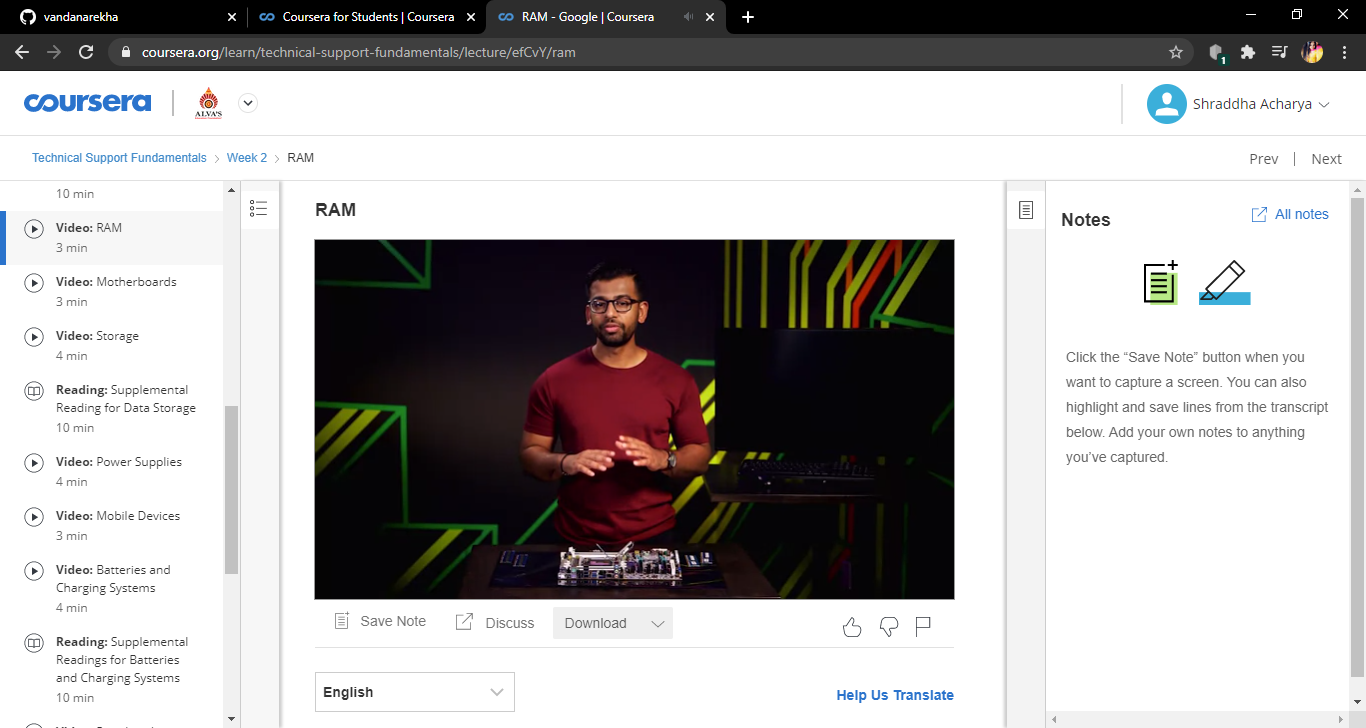 vandanarekha
Coursera for Students | Coursera
RAM - Google | Coursera
coursera.org/learn/technical-support-fundamentals/lecture/efCvY/ram
1
coursera
ALVA'S
Shraddha Acharya
Technical Support Fundamentals
Week 2
RAM
Prev | Next
10 min
Video: RAM
3 min
Video: Motherboards
3 min
Video: Storage
4 min
Reading: Supplemental
Reading for Data Storage
10 min
Video: Power Supplies
4 min
Video: Mobile Devices
3 min
Video: Batteries and
Charging Systems
4 min
Reading: Supplemental
Readings for Batteries
and Charging Systems
10 min
RAM
Save Note
Discuss
Download
English
Help Us Translate
Notes
All notes
Click the “Save Note” button when you
want to capture a screen. You can also
highlight and save lines from the transcript
below. Add your own notes to anything
you’ve captured.